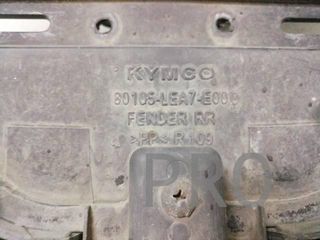 KYMCO
80105-LEA7-E000
FENDER RR
>PP< R-09
PRO